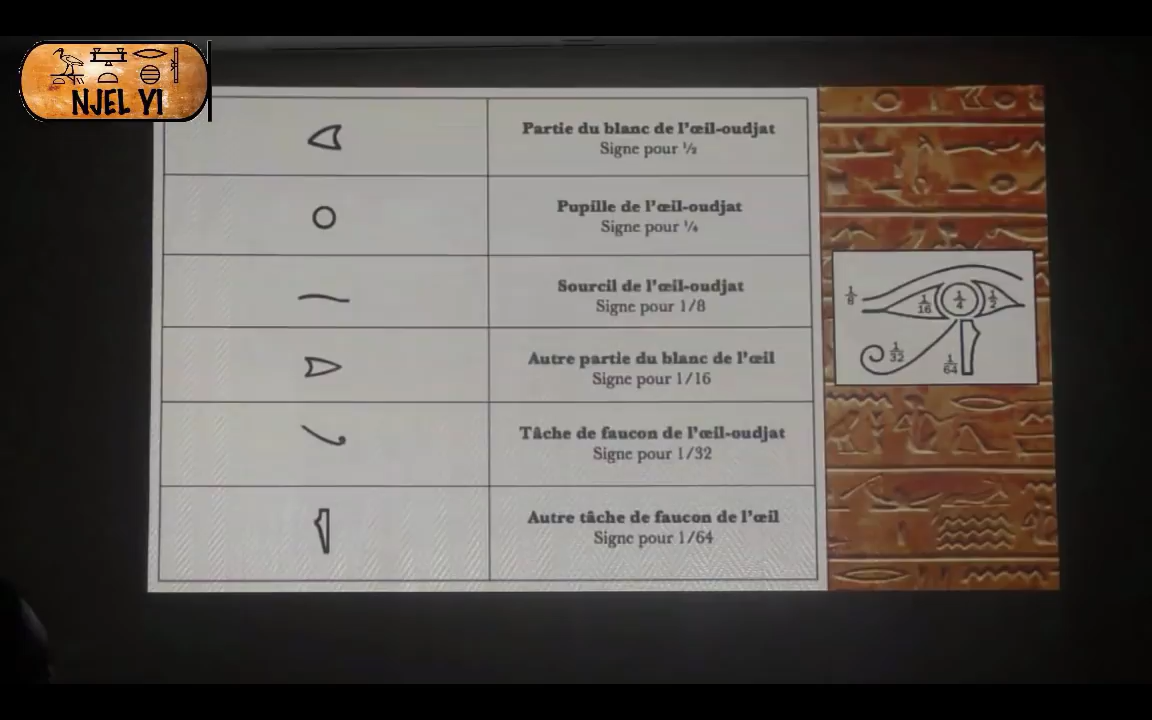 NJEL YI
Partie du blanc de l'œil-oudjat
Signe pour ½
Pupille de l'œil-oudjat
Signe pour ¼
Sourcil de l'œil-oudjat
Signe pour 1/8
Autre partie du blanc de l'œil
Signe pour 1/16
Tâche de faucon de l'œil-oudjat
Signe pour 1/32
Autre tâche de faucon de l'œil
Signe pour 1/64
1/8
1/16
1/4
1/2
1/32
1/64